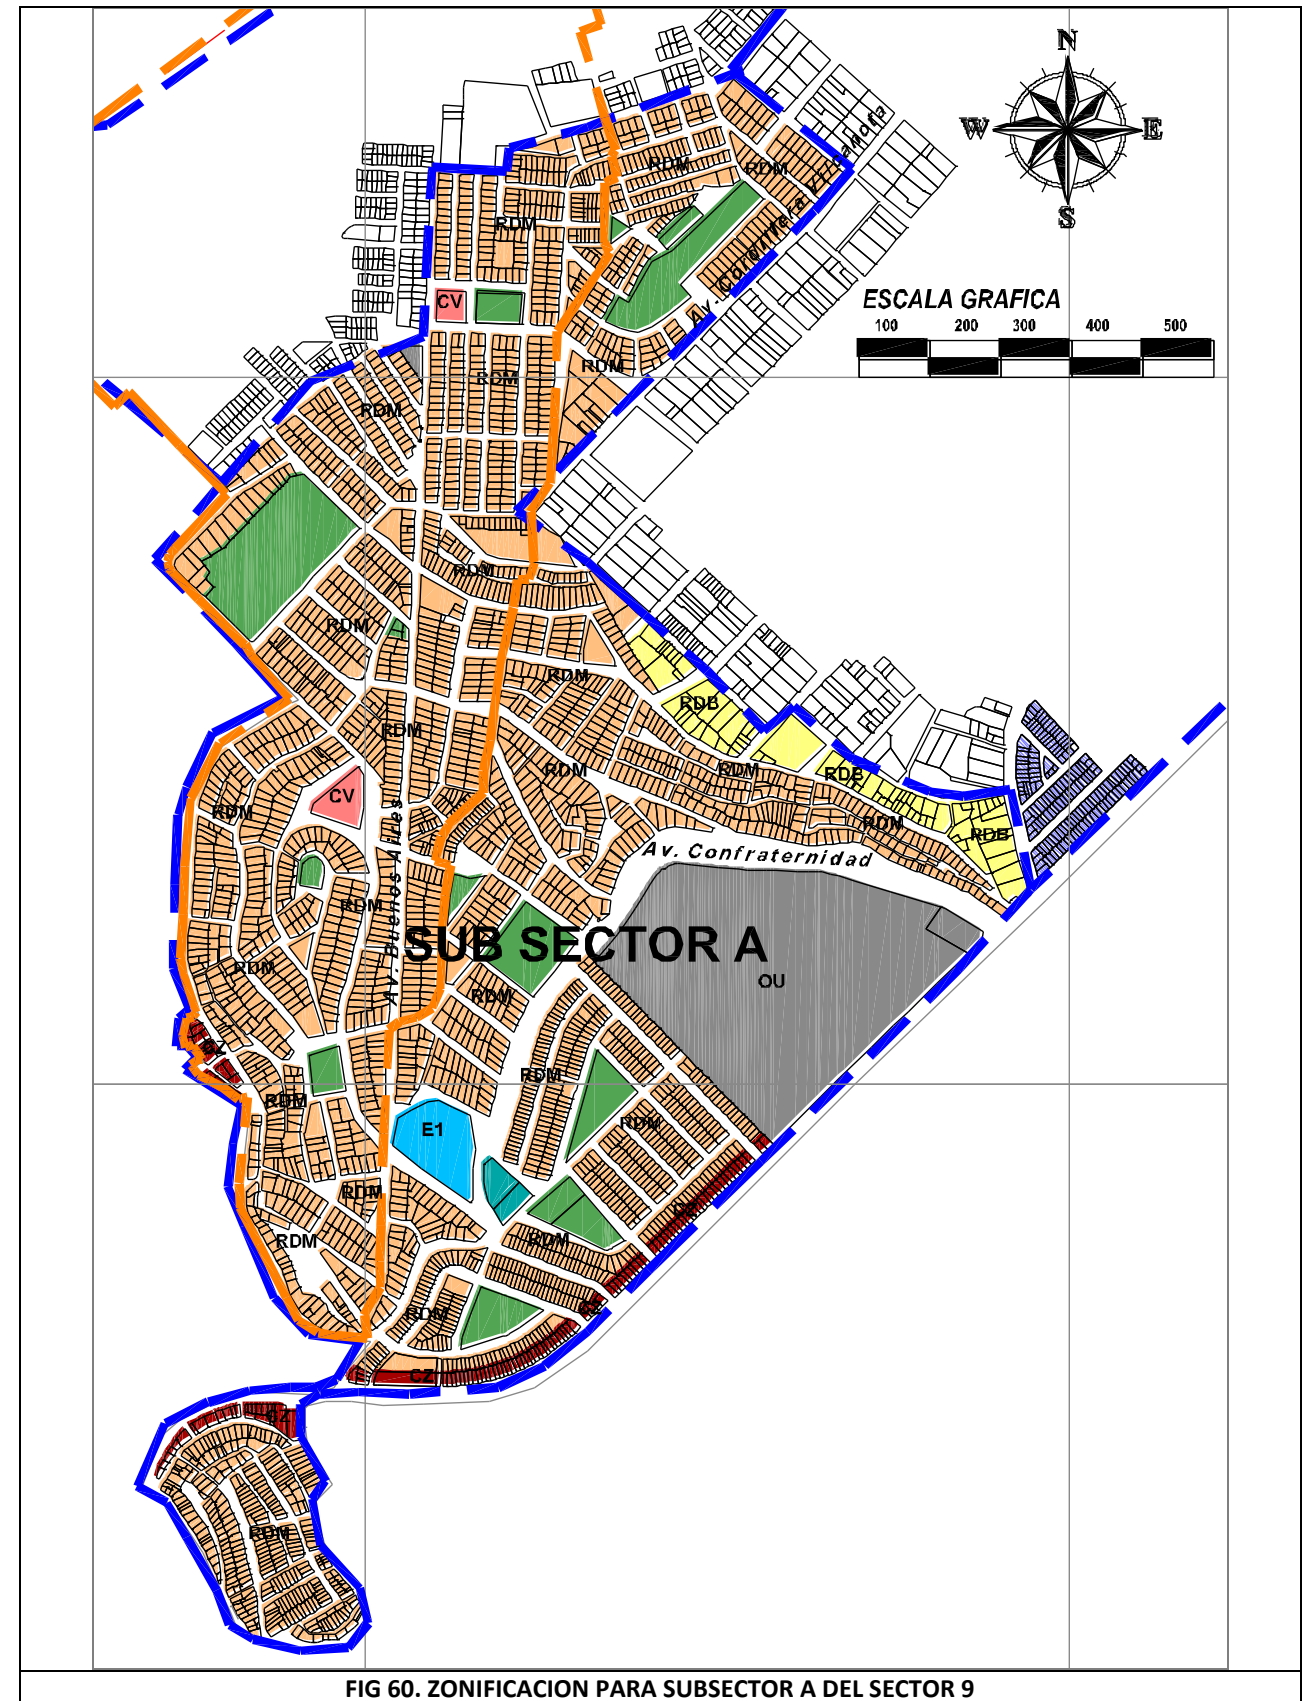 N
W E
S
RDM
RDM
RDM
Av. Cordillera Vilcanota
CV
ESCALA GRAFICA
100 200 300 400 500
RDM
RDM
RDM
RDM
RDM
RDM
RDB
RDM
RDM
RDM
RDB
CV
RDM
RDM
RDB
Av. Confraternidad
Av. Buenos Aires
RDM
SUB SECTOR A
RDM
OU
RDM
CZ
RDM
RDM
RDM
E1
RDM
CZ
RDM
RDM
CZ
RDM
CZ
CZ
RDM
FIG 60. ZONIFICACION PARA SUBSECTOR A DEL SECTOR 9